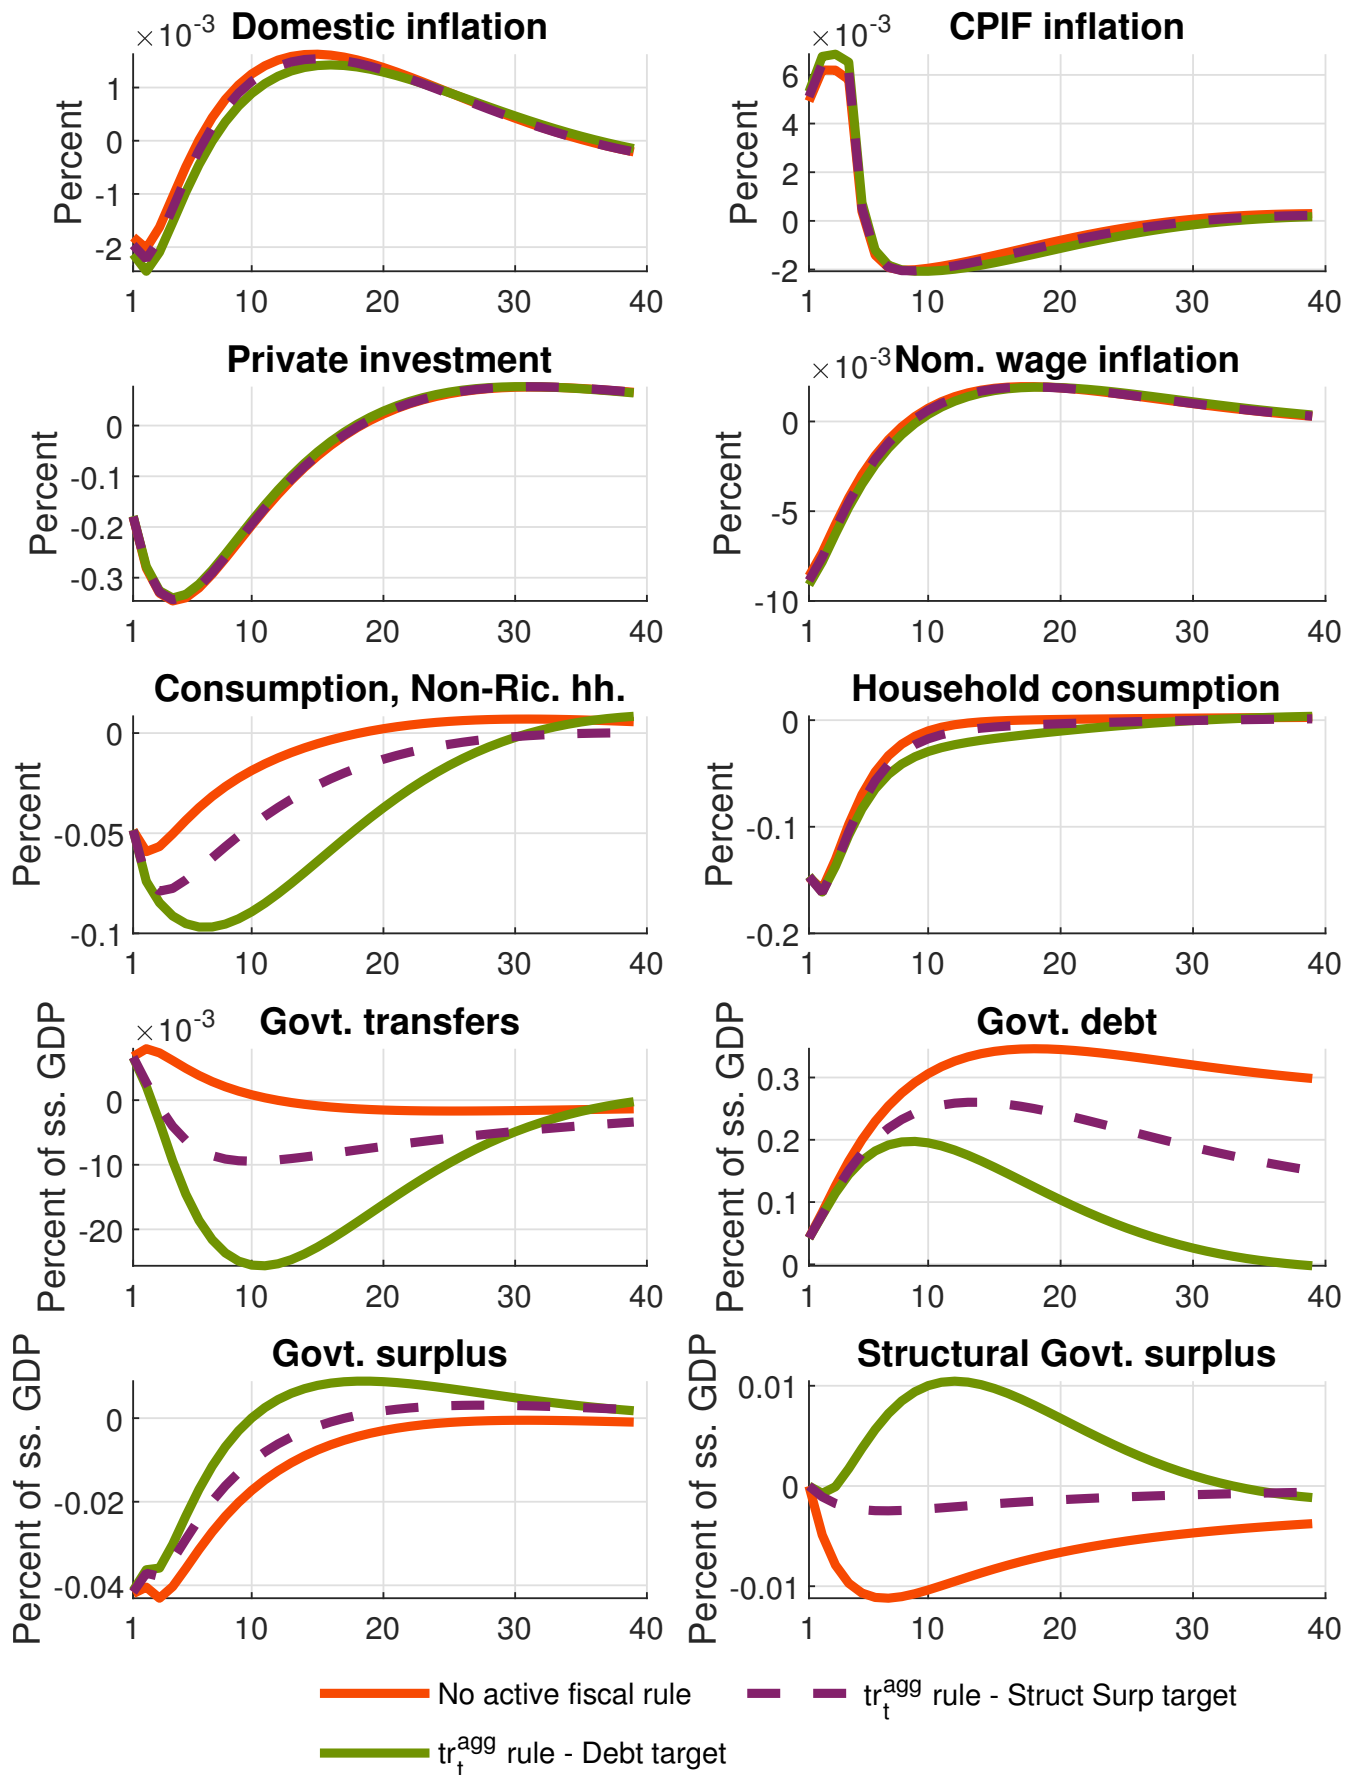 ×10⁻³ Domestic inflation
Percent
1
0
-1
-2
1 10 20 30 40
×10⁻³ CPIF inflation
Percent
6
4
2
0
-2
1 10 20 30 40
Private investment
Percent
0
-0.1
-0.2
-0.3
1 10 20 30 40
×10⁻³ Nom. wage inflation
Percent
0
-5
-10
1 10 20 30 40
Consumption, Non-Ric. hh.
Percent
0
-0.05
-0.1
1 10 20 30 40
Household consumption
Percent
0
-0.1
-0.2
1 10 20 30 40
×10⁻³ Govt. transfers
Percent of ss. GDP
0
-10
-20
1 10 20 30 40
Govt. debt
Percent of ss. GDP
0.3
0.2
0.1
0
1 10 20 30 40
Govt. surplus
Percent of ss. GDP
0
-0.02
-0.04
1 10 20 30 40
Structural Govt. surplus
Percent of ss. GDP
0.01
0
-0.01
1 10 20 30 40
No active fiscal rule
tr_t^agg rule - Struct Surp target
tr_t^agg rule - Debt target